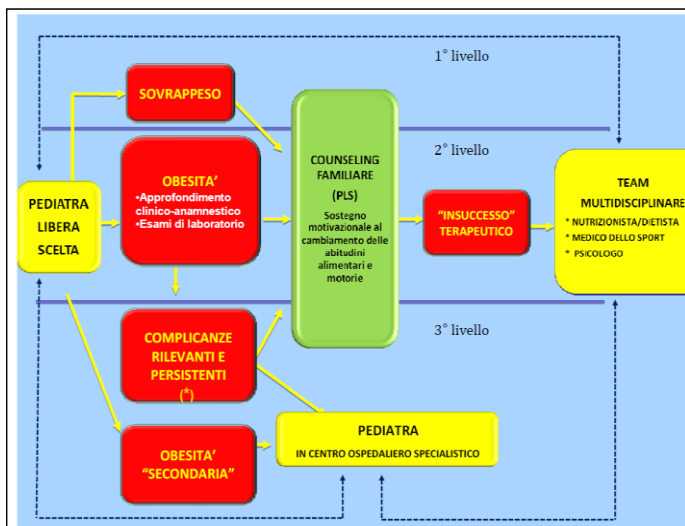 1° livello
SOVRAPPESO
2° livello
PEDIATRA
LIBERA
SCELTA
OBESITA’
•Approfondimento
clinico-anamnestico
•Esami di laboratorio
COUNSELING
FAMILIARE
(PLS)
Sostegno
motivazionale al
cambiamento delle
abitudini
alimentari e
motorie
“INSUCCESSO”
TERAPEUTICO
TEAM
MULTIDISCIPLINARE
* NUTRIZIONISTA/DIETISTA
* MEDICO DELLO SPORT
* PSICOLOGO
3° livello
COMPLICANZE
RILEVANTI E
PERSISTENTI
(*)
OBESITA’
“SECONDARIA”
PEDIATRA
IN CENTRO OSPEDALIERO SPECIALISTICO